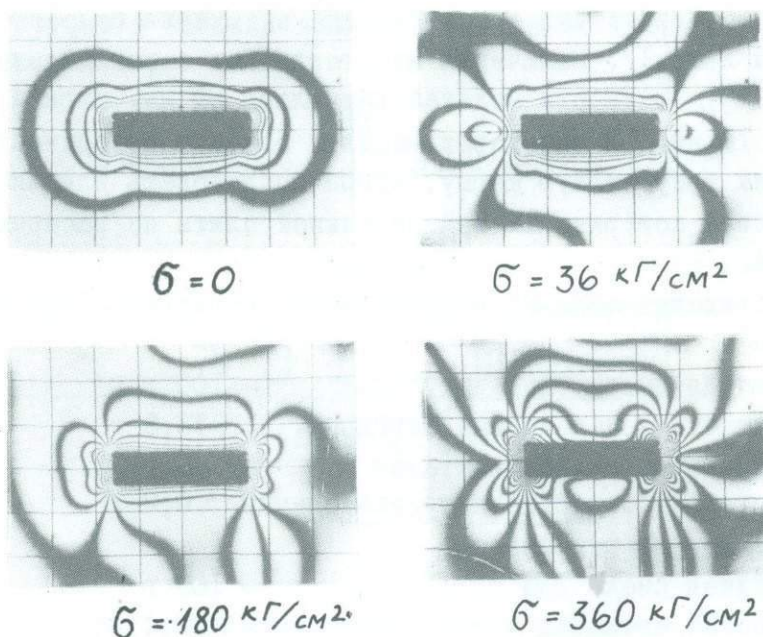 б = 0
б = 36 кГ/см²
б = 180 кГ/см².
б = 360 кГ/см²